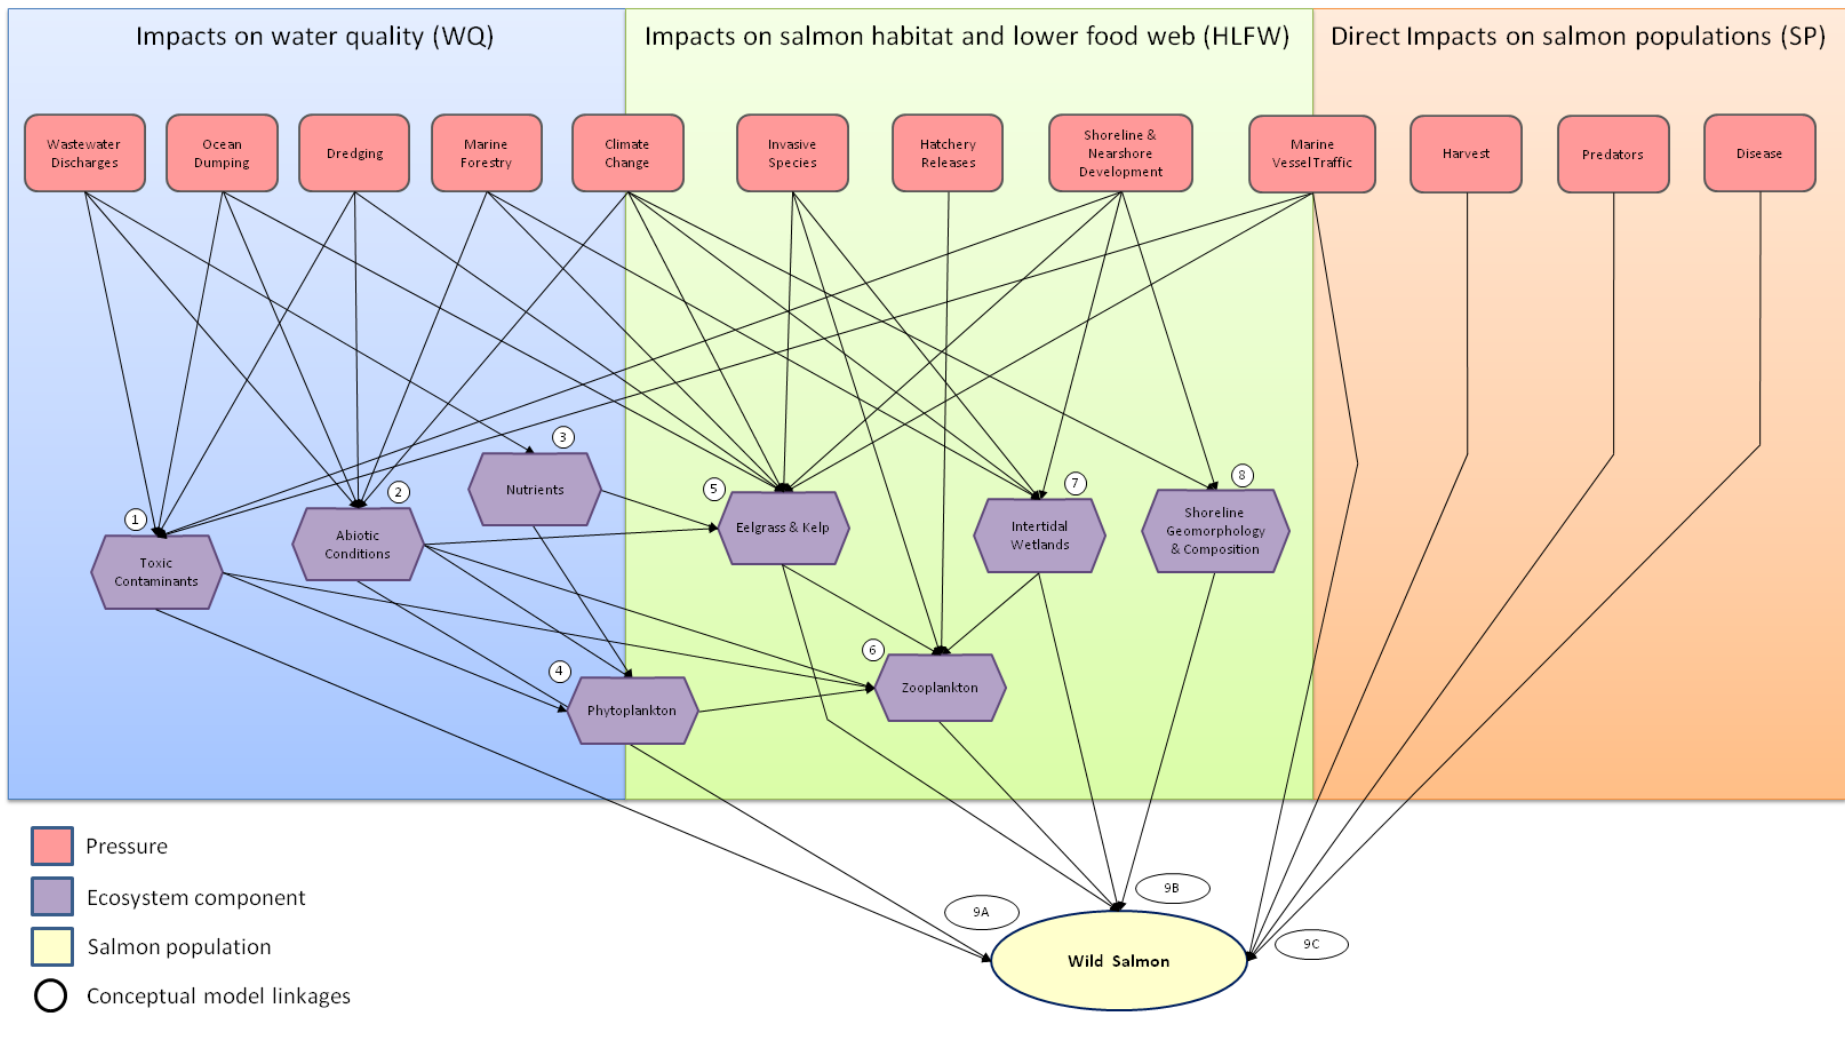 Impacts on water quality (WQ)
Impacts on salmon habitat and lower food web (HLFW)
Direct Impacts on salmon populations (SP)
Wastewater
Discharges
Ocean
Dumping
Dredging
Marine
Forestry
Climate
Change
Invasive
Species
Hatchery
Releases
Shoreline &
Nearshore
Development
Marine
Vessel Traffic
Harvest
Predators
Disease
3
Nutrients
2
Abiotic
Conditions
1
Toxic
Contaminants
5
Eelgrass & Kelp
7
Intertidal
Wetlands
8
Shoreline
Geomorphology
& Composition
4
Phytoplankton
6
Zooplankton
9A
9B
9C
Wild Salmon
Pressure
Ecosystem component
Salmon population
Conceptual model linkages